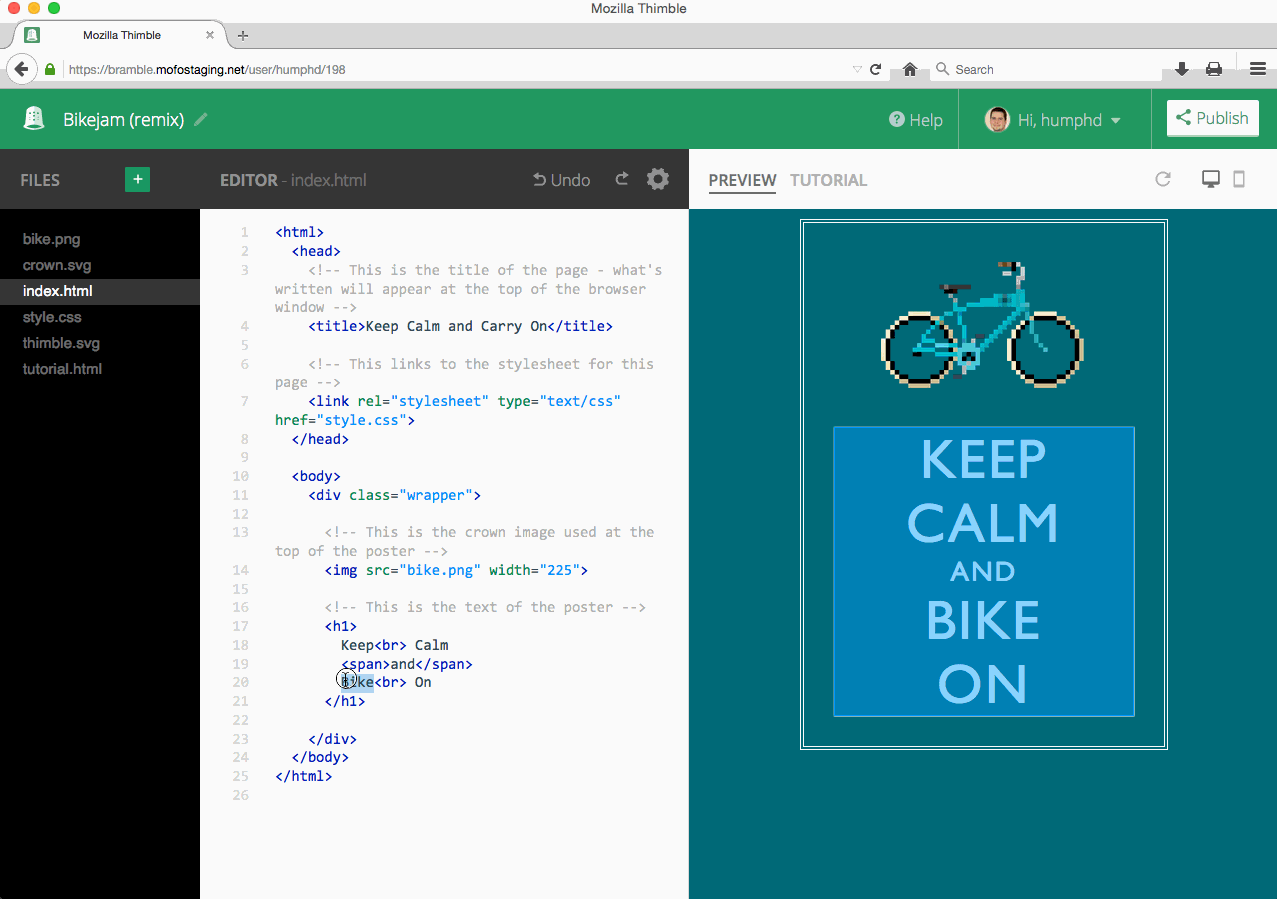 Mozilla Thimble
Mozilla Thimble
https://bramble.mofostaging.net/user/humphd/198
Search
Bikejam (remix)
? Help
Hi, humphd
Publish
FILES
+
EDITOR - index.html
Undo
PREVIEW TUTORIAL
bike.png
crown.svg
index.html
style.css
thimble.svg
tutorial.html
1 <html>
2 <head>
3 <!-- This is the title of the page - what's
written will appear at the top of the browser
window -->
4 <title>Keep Calm and Carry On</title>
5
6 <!-- This links to the stylesheet for this
page -->
7 <link rel="stylesheet" type="text/css"
href="style.css">
8 </head>
9
10 <body>
11 <div class="wrapper">
12
13 <!-- This is the crown image used at the
top of the poster -->
14 <img src="bike.png" width="225">
15
16 <!-- This is the text of the poster -->
17 <h1>
18 Keep<br> Calm
19 <span>and</span>
20 Bike<br> On
21 </h1>
22
23 </div>
24 </body>
25 </html>
26
KEEP
CALM
AND
BIKE
ON